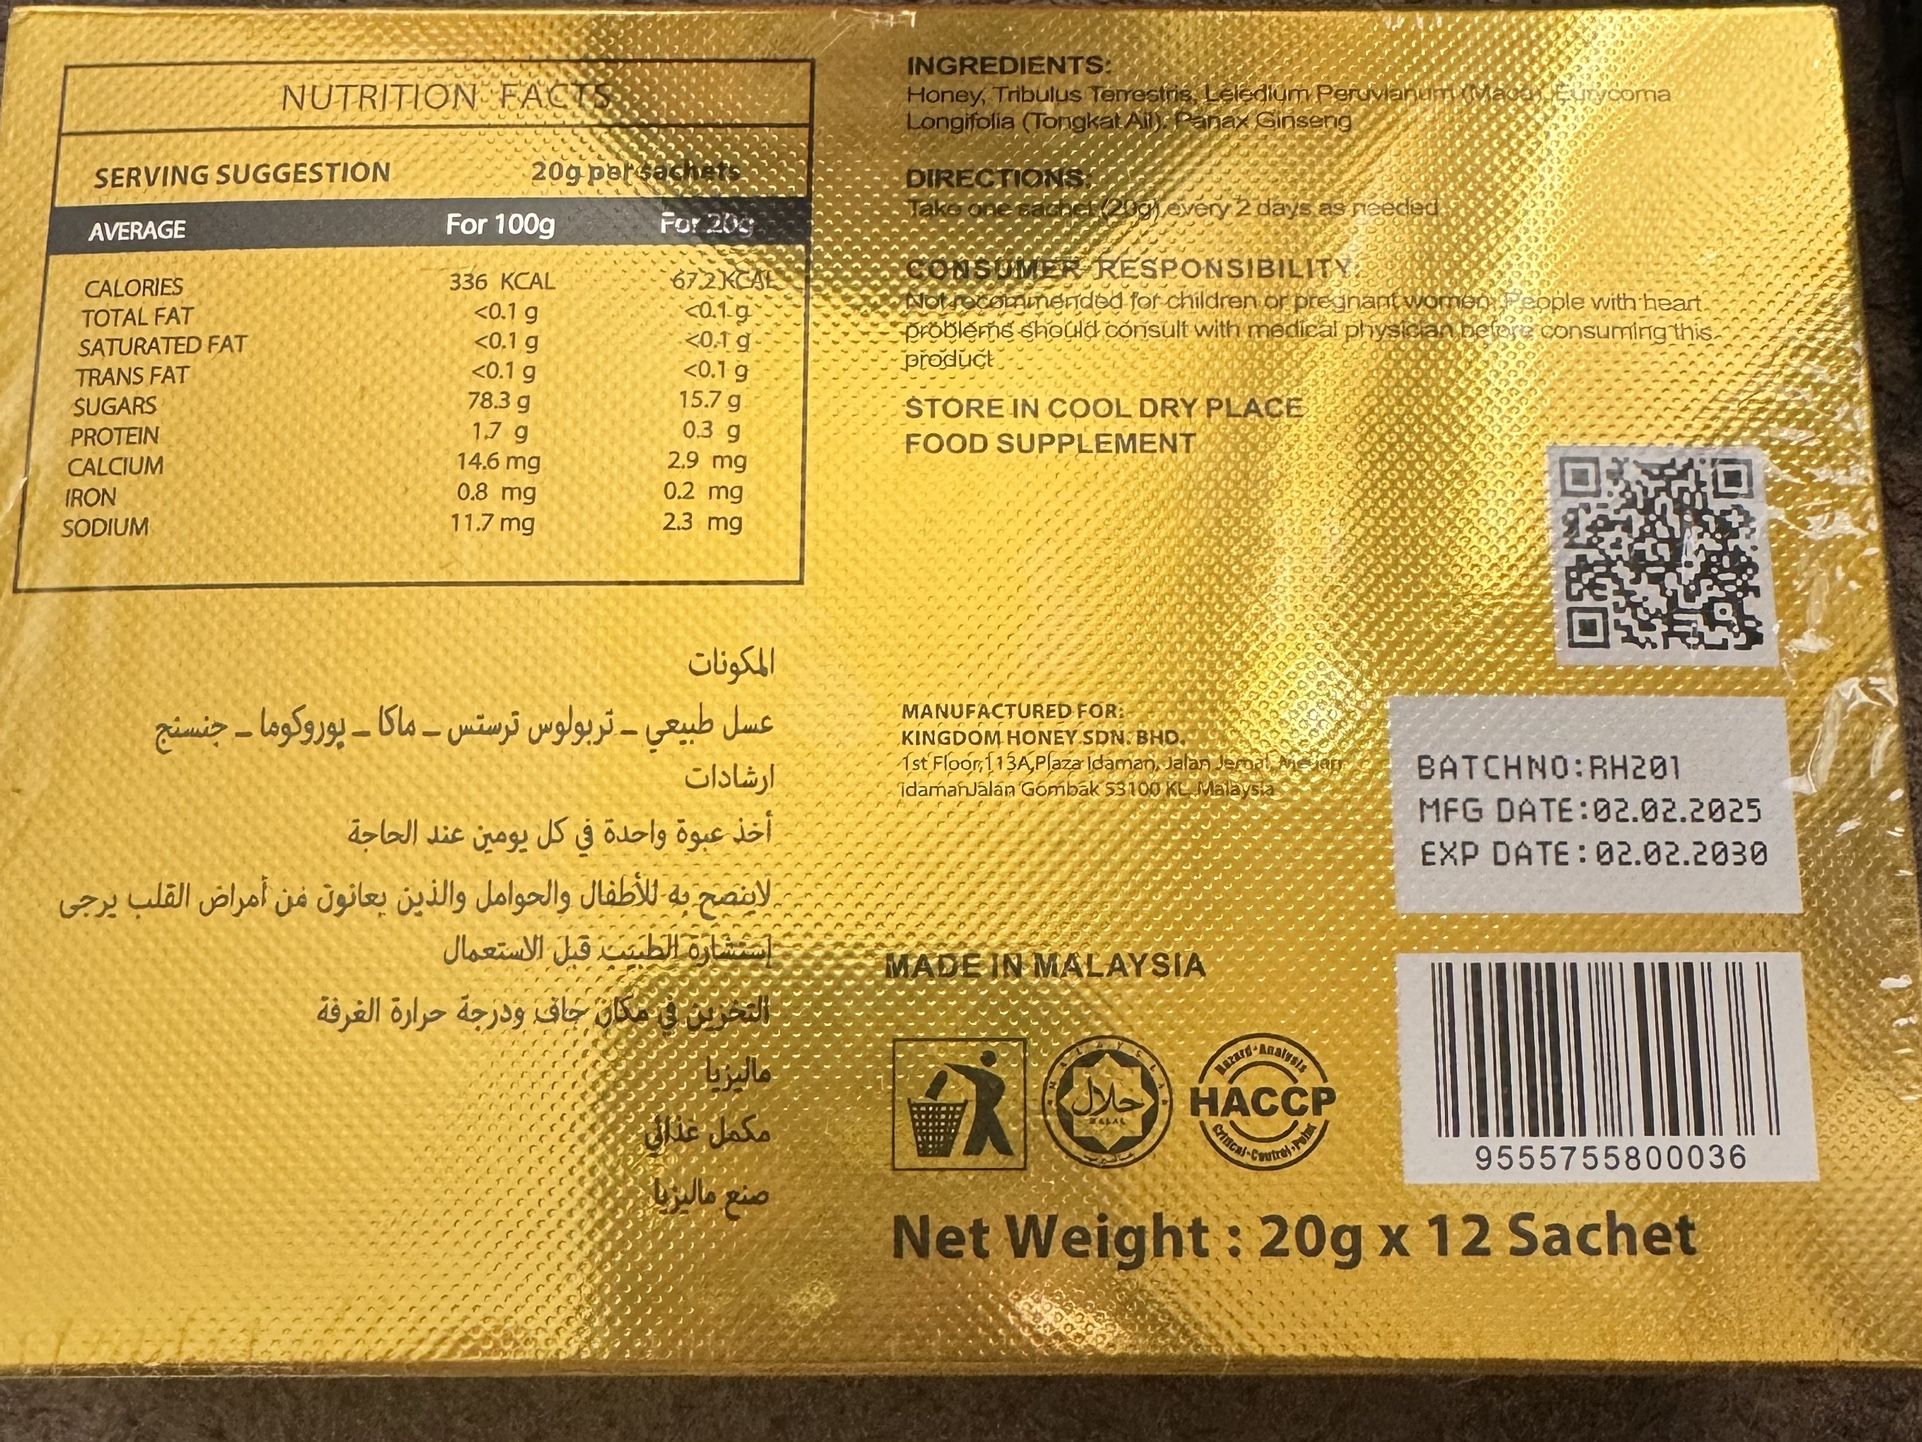 NUTRITION FACTS
SERVING SUGGESTION 20g per sachets
AVERAGE For 100g For 20g
CALORIES 336 KCAL 67.2 KCAL
TOTAL FAT <0.1 g <0.1 g
SATURATED FAT <0.1 g <0.1 g
TRANS FAT <0.1 g <0.1 g
SUGARS 78.3 g 15.7 g
PROTEIN 1.7 g 0.3 g
CALCIUM 14.6 mg 2.9 mg
IRON 0.8 mg 0.2 mg
SODIUM 11.7 mg 2.3 mg
المكونات
عسل طبيعي - تربولوس ترستس - ماكا - يوروكوما - جنسنج
ارشادات
أخذ عبوة واحدة في كل يومين عند الحاجة
لاينصح به للأطفال والحوامل والذين يعانون من أمراض القلب يرجى
إستشارة الطبيب قبل الاستعمال
التخزين في مكان جاف ودرجة حرارة الغرفة
ماليزيا
مكمل غذائي
صنع ماليزيا
INGREDIENTS:
Honey, Tribulus Terrestris, Leledium Peruvianum (Maca), Eurycoma
Longifolia (Tongkat Ail), Panax Ginseng
DIRECTIONS:
Take one sachet (20g) every 2 days as needed
CONSUMER RESPONSIBILITY:
Not recommended for children or pregnant women. People with heart
problems should consult with medical physician before consuming this
product
STORE IN COOL DRY PLACE
FOOD SUPPLEMENT
MANUFACTURED FOR:
KINGDOM HONEY SDN. BHD.
1st Floor,113A,Plaza Idaman, Jalan
idamanJalan Gombak 53100 KL Malaysia
BATCHNO:RH201
MFG DATE:02.02.2025
EXP DATE:02.02.2030
MADE IN MALAYSIA
MALAYSIA
حلال
HALAL
ماليزيا
Hazard-Analysis
HACCP
Critical-Control-Point
9555755800036
Net Weight : 20g x 12 Sachet